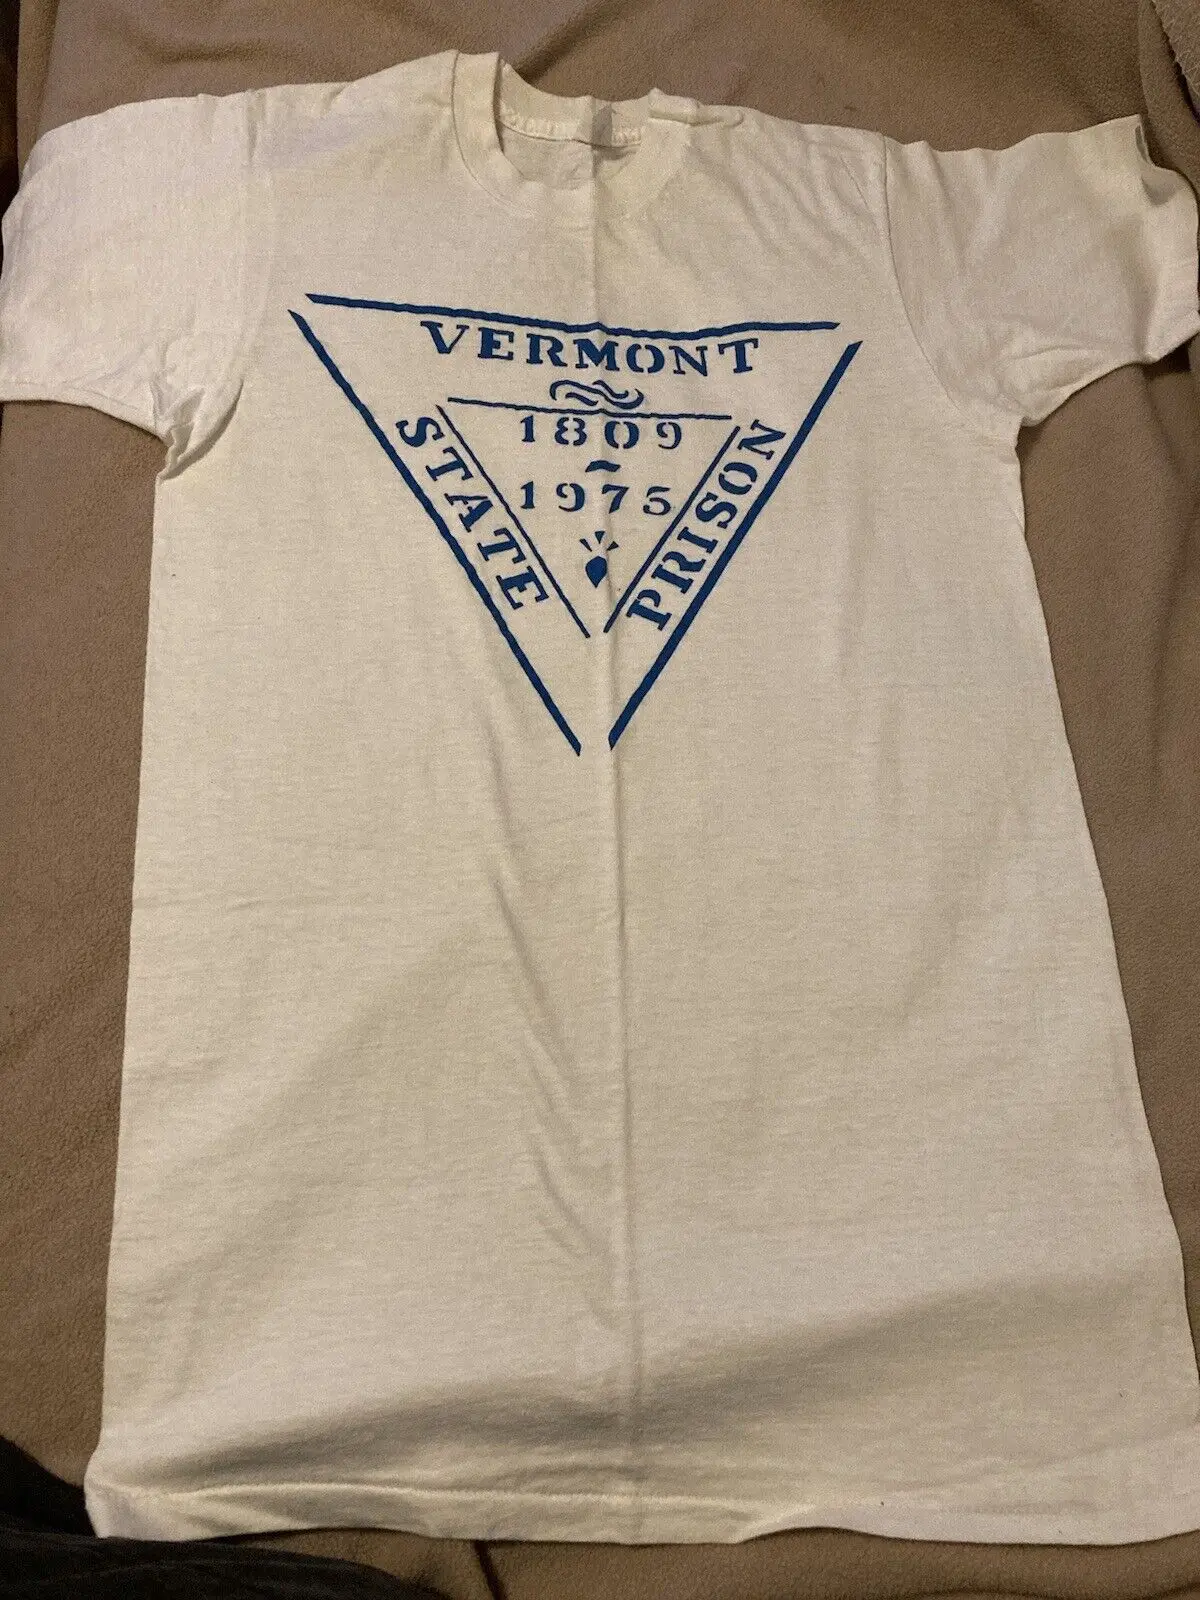 VERMONT
STATE
PRISON
1809
~
1975